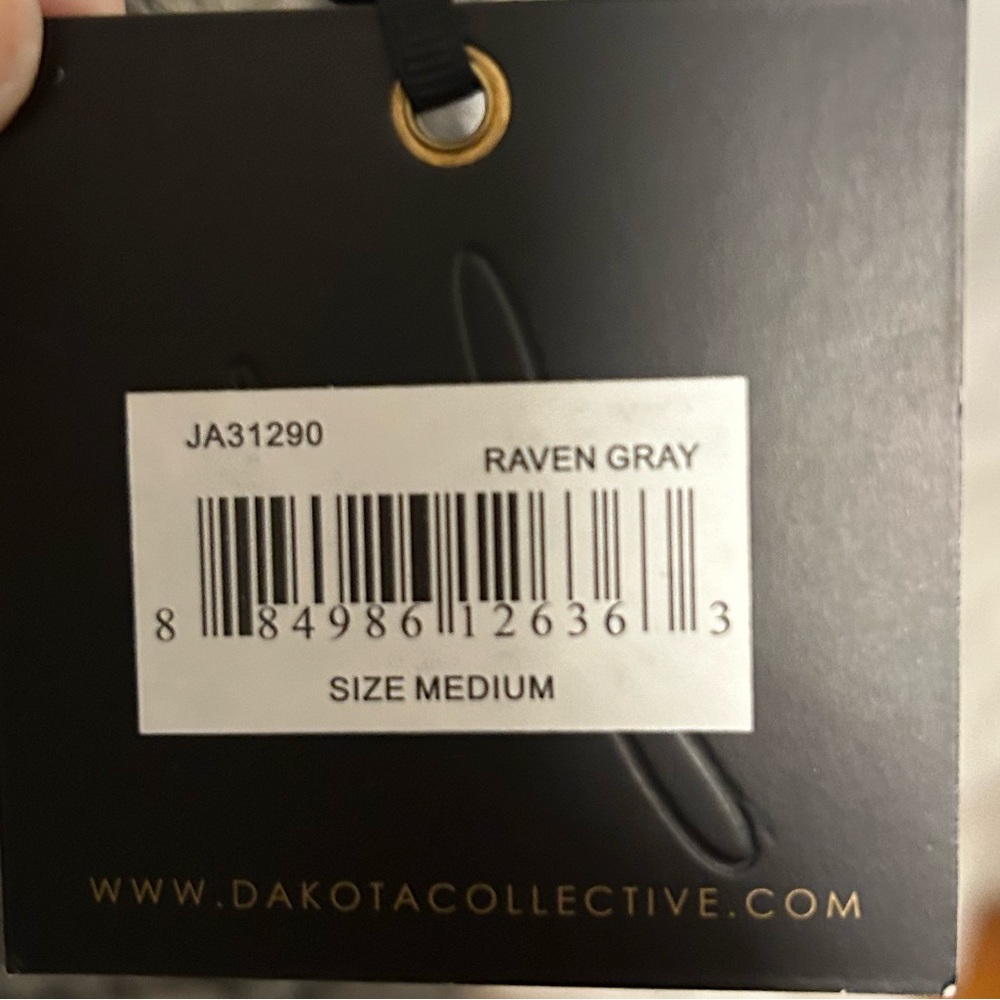 JA31290
RAVEN GRAY
8 84986 12636 3
SIZE MEDIUM
WWW.DAKOTACOLLECTIVE.COM